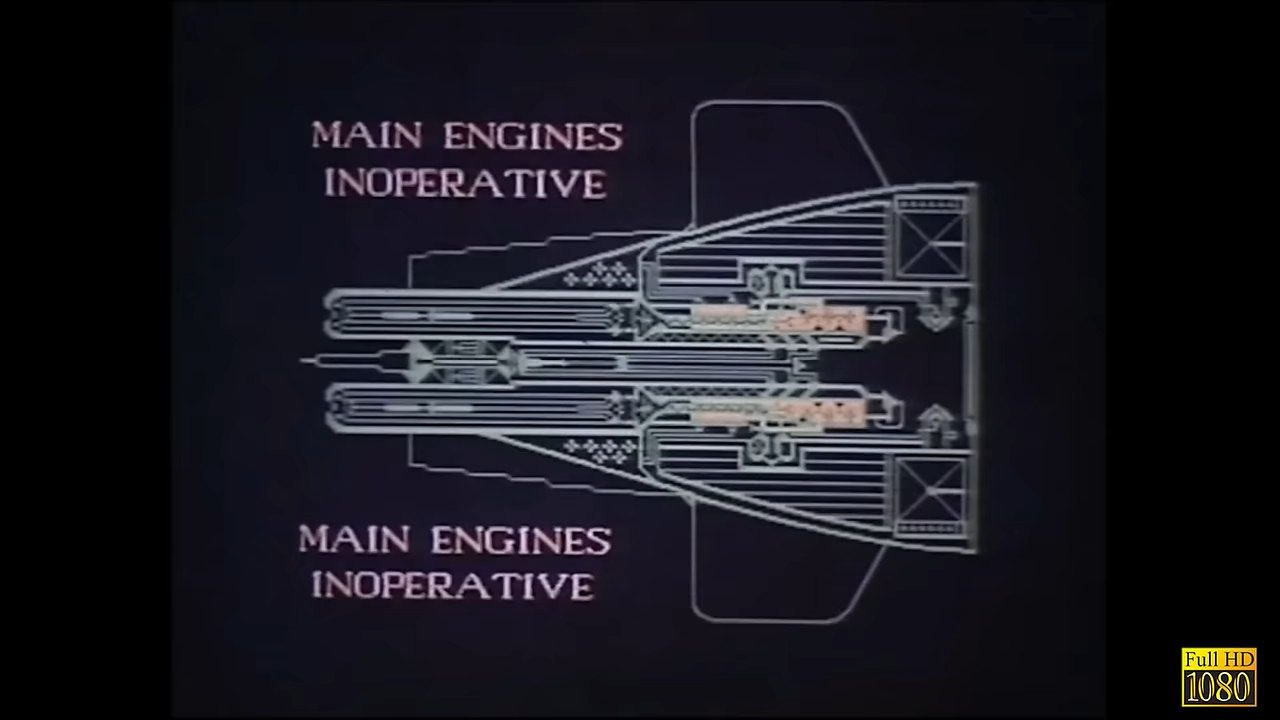 MAIN ENGINES
INOPERATIVE
MAIN ENGINES
INOPERATIVE
Full HD
1080